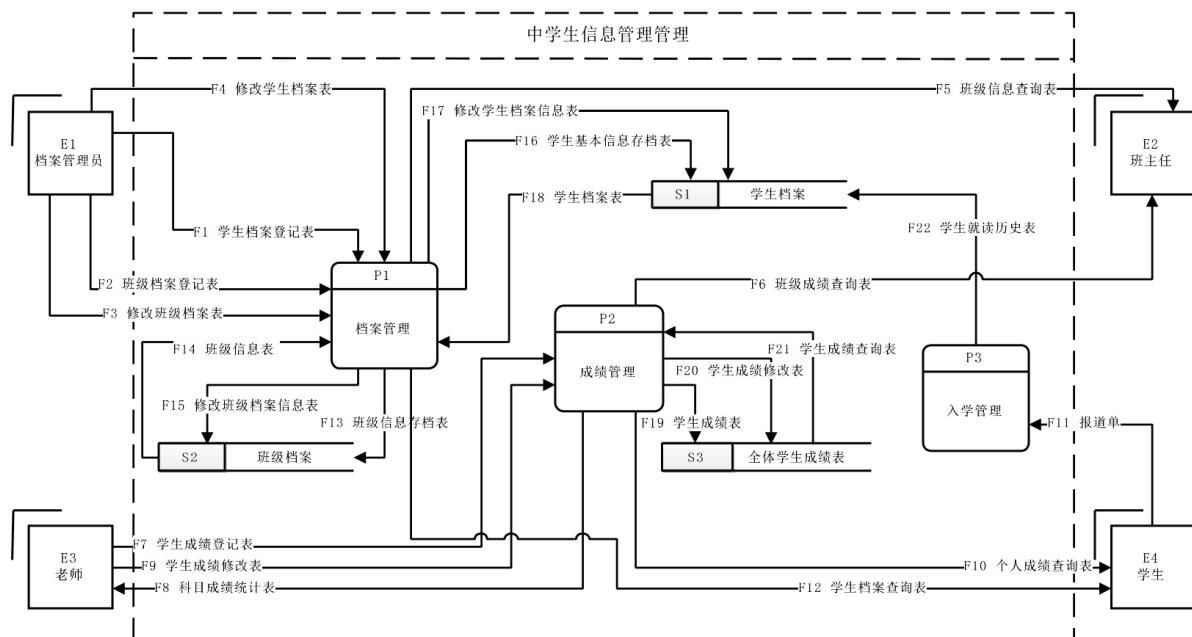 中学生信息管理管理
F4 修改学生档案表
F5 班级信息查询表
F17 修改学生档案信息表
E1
档案管理员
F16 学生基本信息存档表
E2
班主任
F18 学生档案表
S1
学生档案
F1 学生档案登记表
F22 学生就读历史表
P1
F2 班级档案登记表
F6 班级成绩查询表
F3 修改班级档案表
P2
档案管理
F14 班级信息表
F21 学生成绩查询表
P3
F20 学生成绩修改表
成绩管理
F15 修改班级档案信息表
入学管理
F13 班级信息存档表
F19 学生成绩表
F11 报道单
S2
班级档案
S3
全体学生成绩表
F7 学生成绩登记表
E3
老师
E4
学生
F9 学生成绩修改表
F10 个人成绩查询表
F8 科目成绩统计表
F12 学生档案查询表